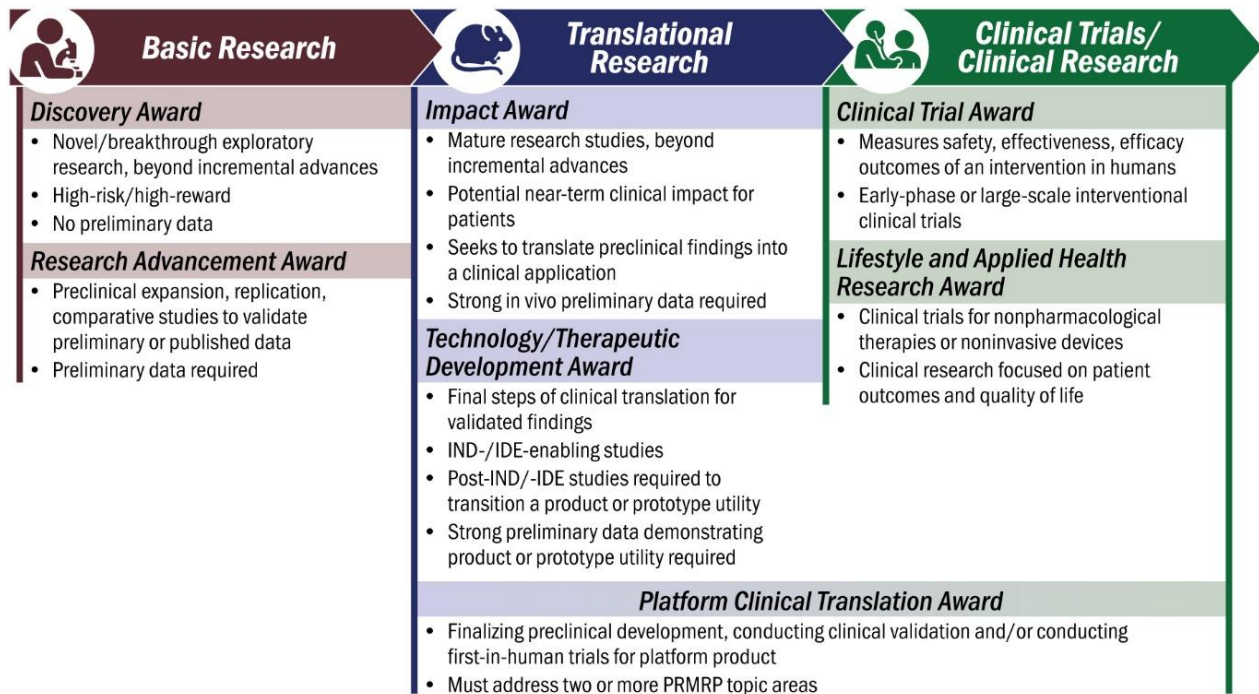 Basic Research
Translational
Research
Clinical Trials/
Clinical Research
Discovery Award
• Novel/breakthrough exploratory
research, beyond incremental advances
• High-risk/high-reward
• No preliminary data
Research Advancement Award
• Preclinical expansion, replication,
comparative studies to validate
preliminary or published data
• Preliminary data required
Impact Award
• Mature research studies, beyond
incremental advances
• Potential near-term clinical impact for
patients
• Seeks to translate preclinical findings into
a clinical application
• Strong in vivo preliminary data required
Technology/Therapeutic
Development Award
• Final steps of clinical translation for
validated findings
• IND-/IDE-enabling studies
• Post-IND/-IDE studies required to
transition a product or prototype utility
• Strong preliminary data demonstrating
product or prototype utility required
Clinical Trial Award
• Measures safety, effectiveness, efficacy
outcomes of an intervention in humans
• Early-phase or large-scale interventional
clinical trials
Lifestyle and Applied Health
Research Award
• Clinical trials for nonpharmacological
therapies or noninvasive devices
• Clinical research focused on patient
outcomes and quality of life
Platform Clinical Translation Award
• Finalizing preclinical development, conducting clinical validation and/or conducting
first-in-human trials for platform product
• Must address two or more PRMRP topic areas